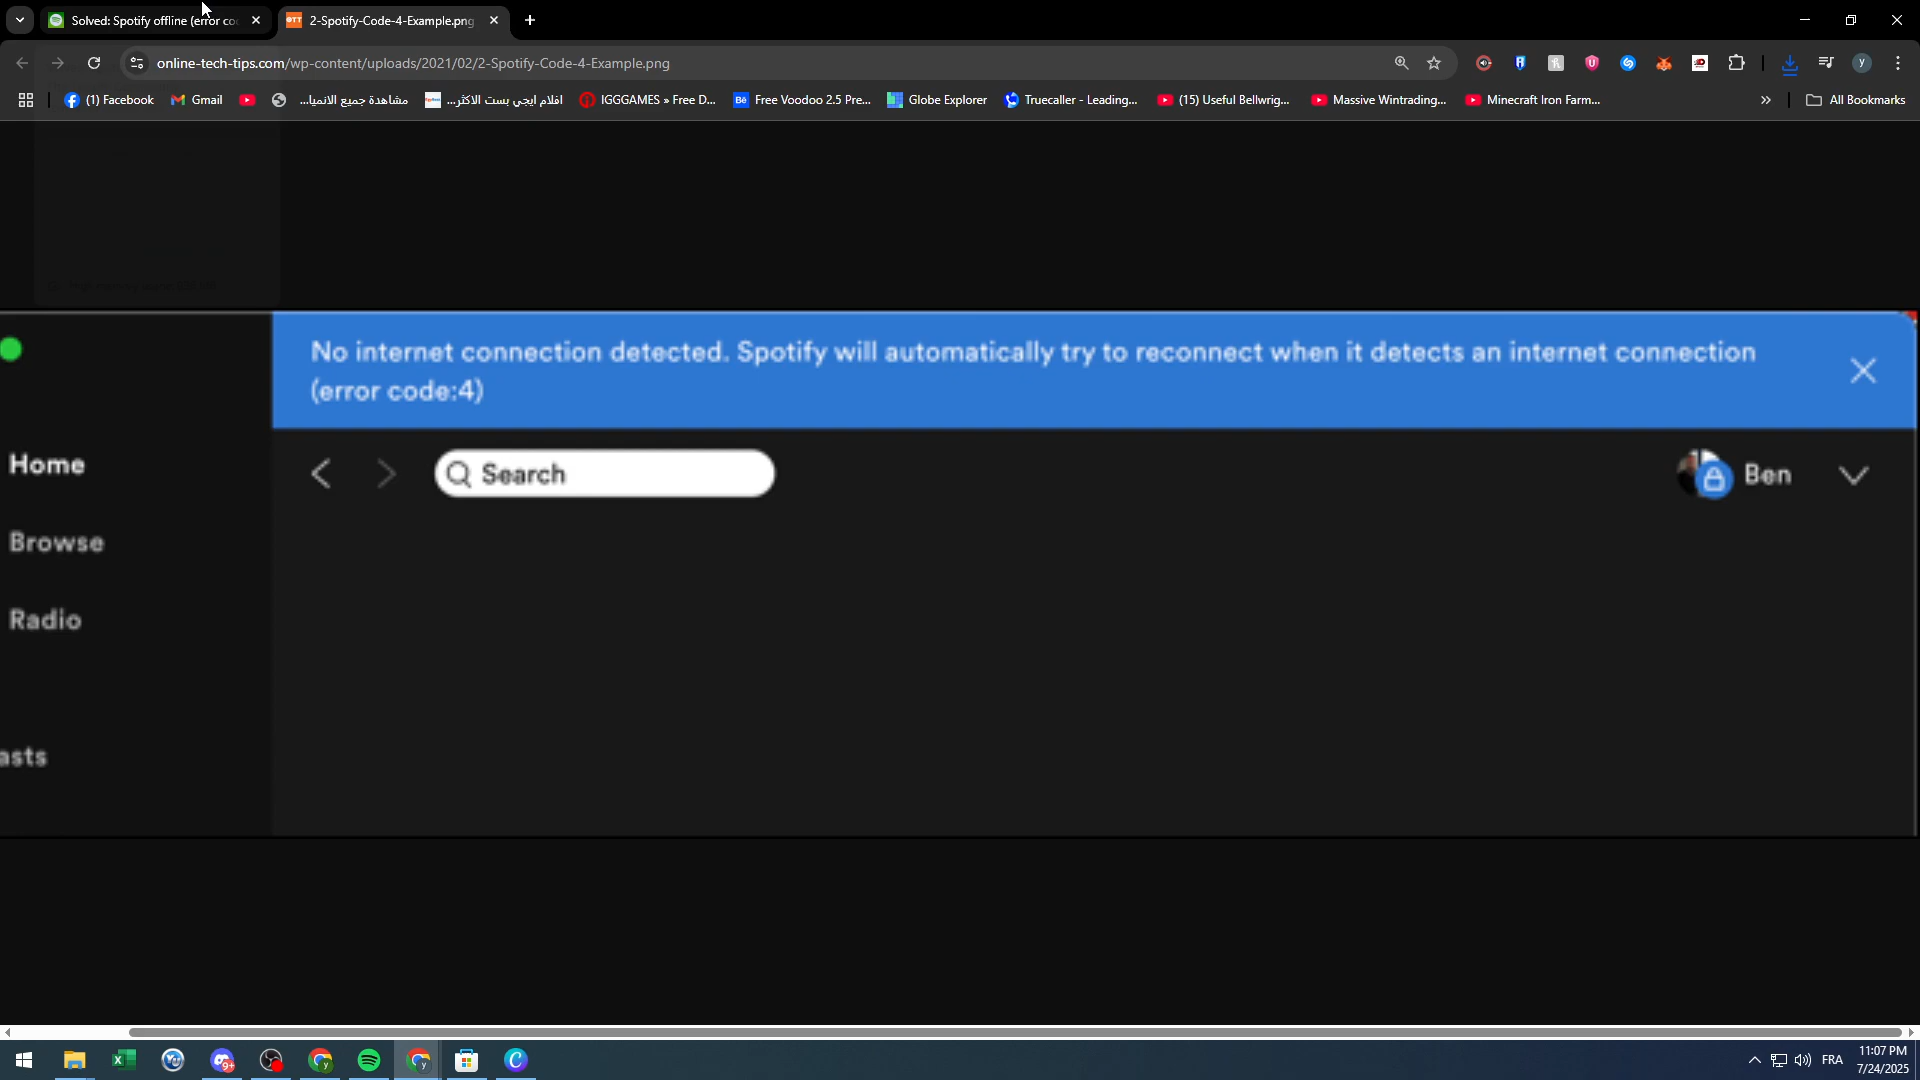 Solved: Spotify offline (error co
2-Spotify-Code-4-Example.png
online-tech-tips.com/wp-content/uploads/2021/02/2-Spotify-Code-4-Example.png
(1) Facebook
Gmail
مشاهدة جميع الانميا...
افلام ايجي بست الاكثر...
IGGGAMES » Free D...
Free Voodoo 2.5 Pre...
Globe Explorer
Truecaller - Leading...
(15) Useful Bellwrig...
Massive Wintrading...
Minecraft Iron Farm...
All Bookmarks
No internet connection detected. Spotify will automatically try to reconnect when it detects an internet connection
(error code:4)
Home
Search
Ben
Browse
Radio
asts
FRA
11:07 PM
7/24/2025